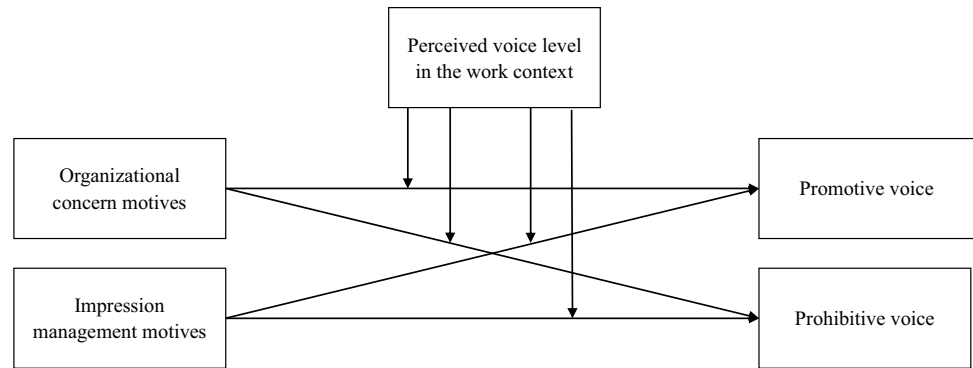 Perceived voice level
in the work context
Organizational
concern motives
Promotive voice
Impression
management motives
Prohibitive voice